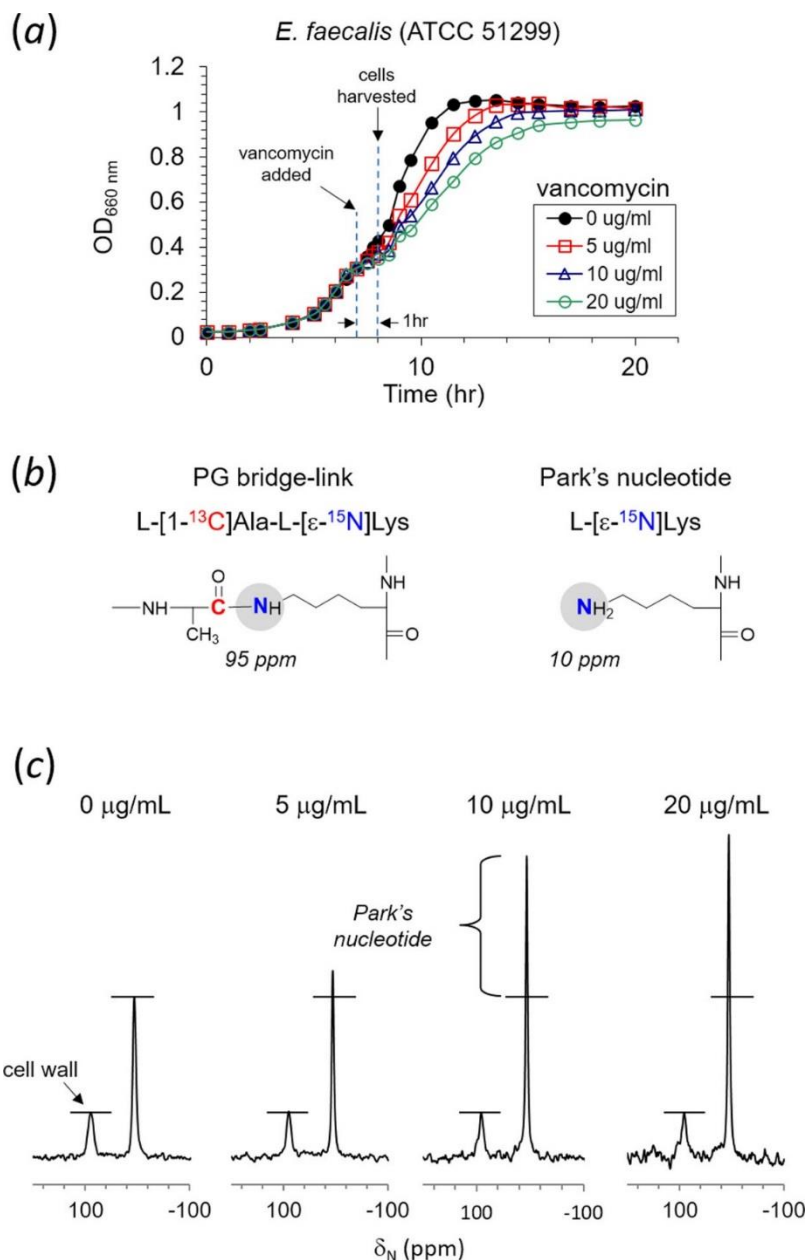 (a)
E. faecalis (ATCC 51299)
1.2
1
0.8
0.6
0.4
0.2
0
OD660 nm
cells
harvested
vancomycin
added
1hr
vancomycin
0 ug/ml
5 ug/ml
10 ug/ml
20 ug/ml
0 10 20
Time (hr)
(b)
PG bridge-link Park's nucleotide
L-[1-¹³C]Ala-L-[ε-¹⁵N]Lys L-[ε-¹⁵N]Lys
NH
O
NH C NH
CH₃ O
95 ppm
NH
NH₂
O
10 ppm
(c)
0 µg/mL 5 µg/mL 10 µg/mL 20 µg/mL
Park's
nucleotide
cell wall
100 -100 100 -100 100 -100 100 -100
δN (ppm)